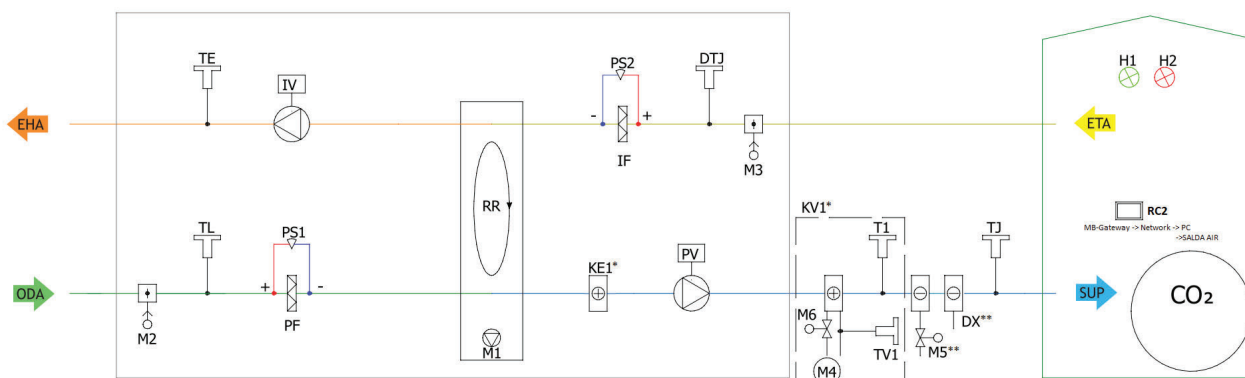 TE
IV
PS2
DTJ
H1 H2
EHA
- +
ETA
IF
M3
RR
KV1*
RC2
MB-Gateway -> Network -> PC
->SALDA AIR
TL
PS1
KE1*
PV
T1
TJ
ODA
+ -
SUP
CO₂
PF
M6
DX**
M2
M1
M4
TV1
M5**